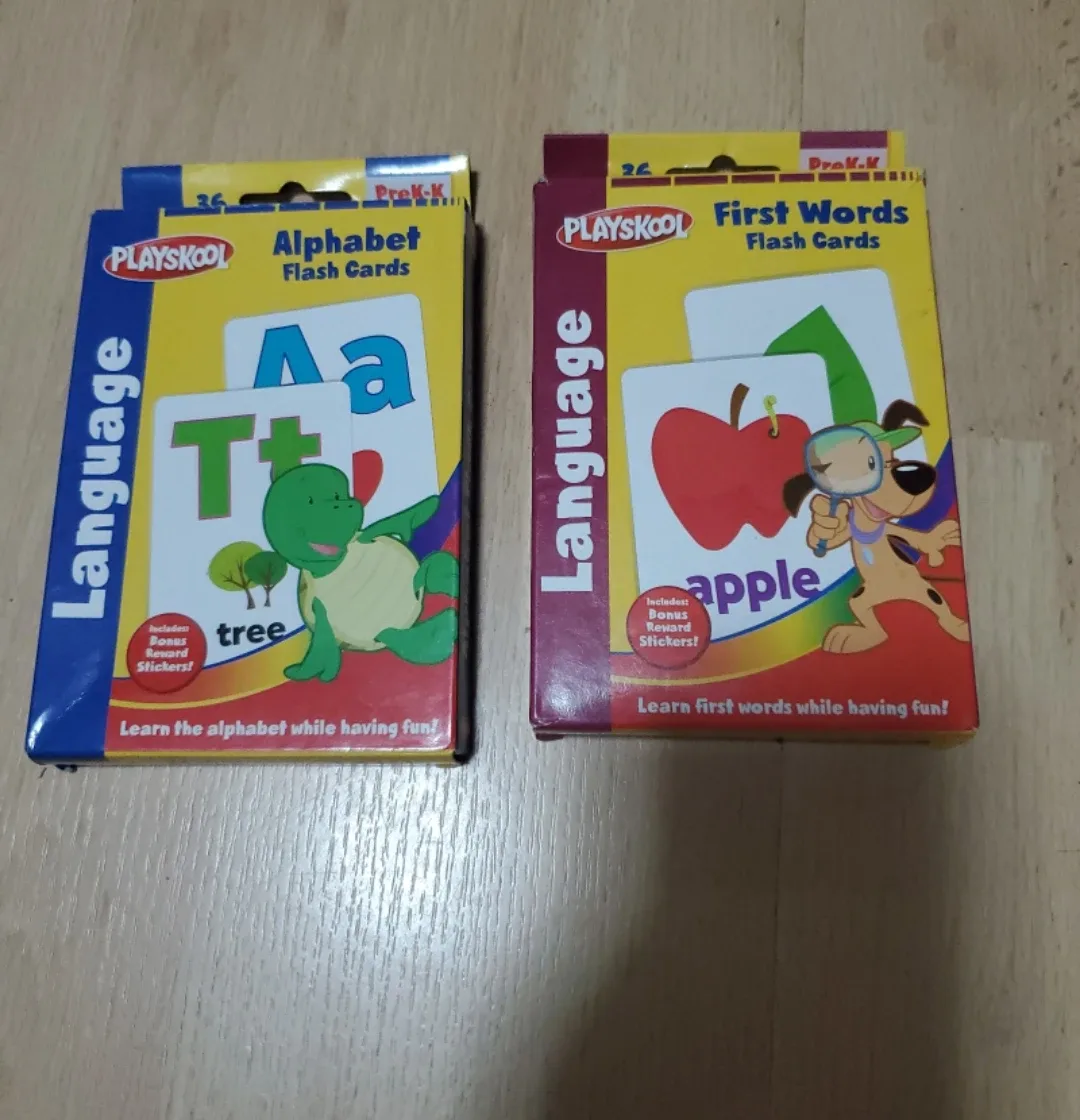 36
PreK-K
PLAYSKOOL
Alphabet
Flash Cards
Language
Aa
Tt
tree
Includes:
Bonus
Reward
Stickers!
Learn the alphabet while having fun!
36
PreK-K
PLAYSKOOL
First Words
Flash Cards
Language
apple
Includes:
Bonus
Reward
Stickers!
Learn first words while having fun!